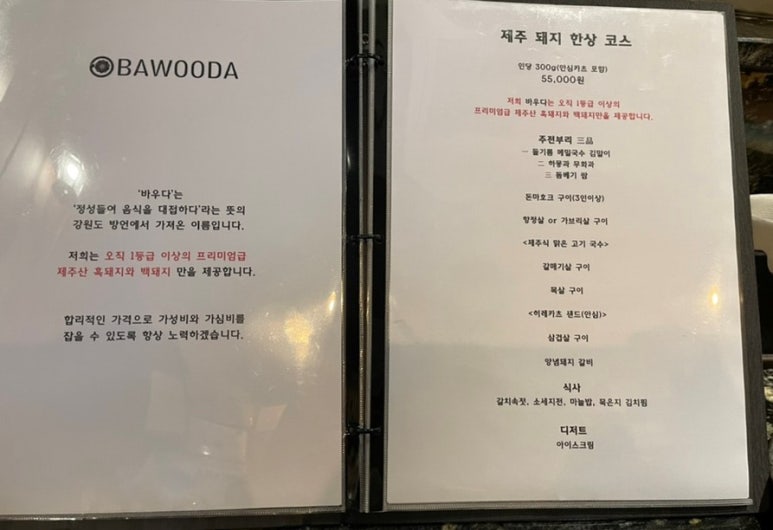 BAWOODA
'바우다'는
'정성들여 음식을 대접하다'라는 뜻의
강원도 방언에서 가져온 이름입니다.
저희는 오직 1등급 이상의 프리미엄급
제주산 흑돼지와 백돼지 만을 제공합니다.
합리적인 가격으로 가성비와 가심비를
잡을 수 있도록 항상 노력하겠습니다.
제주 돼지 한상 코스
인당 300g(안심카츠 포함)
55,000원
저희 바우다는 오직 1등급 이상의
프리미엄급 제주산 흑돼지와 백돼지만을 제공합니다.
주전부리 三品
一 들기름 메밀국수 김말이
二 하몽과 무화과
三 돔베기 람
돈마호크 구이(3인이상)
항정살 or 가브리살 구이
<제주식 맑은 고기 국수>
갈매기살 구이
목살 구이
<히레카츠 샌드(안심)>
삼겹살 구이
양념돼지 갈비
식사
갈치속젓, 소세지전, 마늘밥, 묵은지 김치찜
디저트
아이스크림